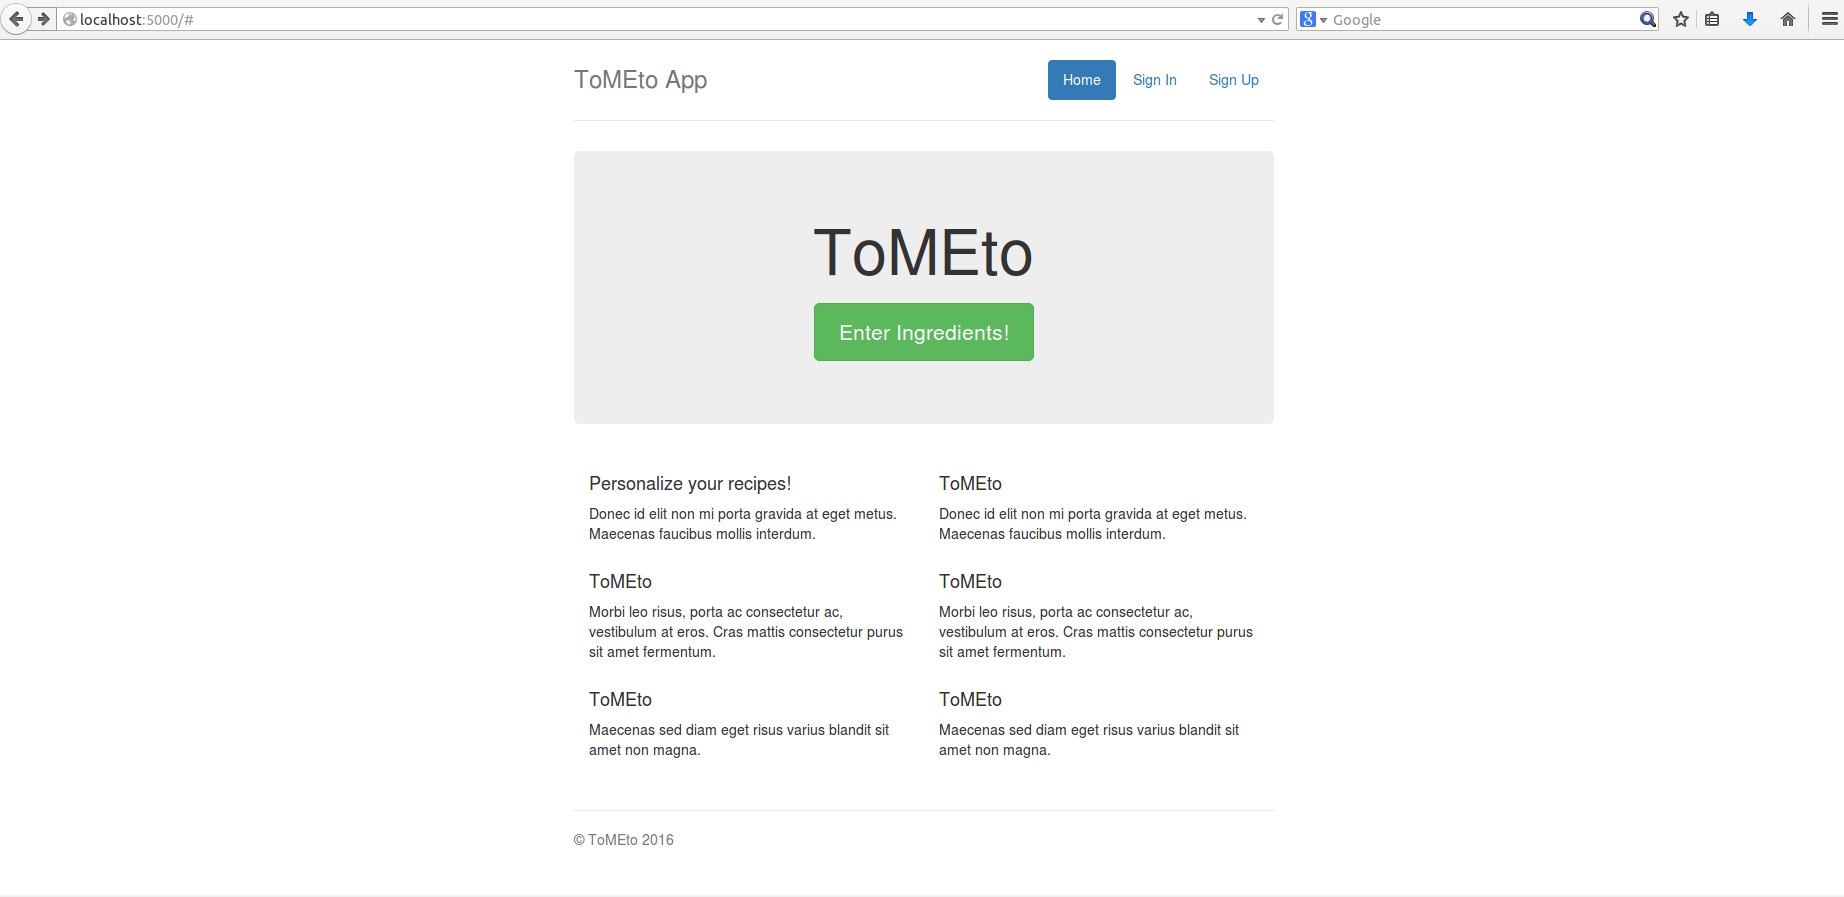 localhost:5000/#
Google
ToMEto App
Home
Sign In
Sign Up
ToMEto
Enter Ingredients!
Personalize your recipes!
Donec id elit non mi porta gravida at eget metus.
Maecenas faucibus mollis interdum.
ToMEto
Morbi leo risus, porta ac consectetur ac,
vestibulum at eros. Cras mattis consectetur purus
sit amet fermentum.
ToMEto
Maecenas sed diam eget risus varius blandit sit
amet non magna.
ToMEto
Donec id elit non mi porta gravida at eget metus.
Maecenas faucibus mollis interdum.
ToMEto
Morbi leo risus, porta ac consectetur ac,
vestibulum at eros. Cras mattis consectetur purus
sit amet fermentum.
ToMEto
Maecenas sed diam eget risus varius blandit sit
amet non magna.
© ToMEto 2016